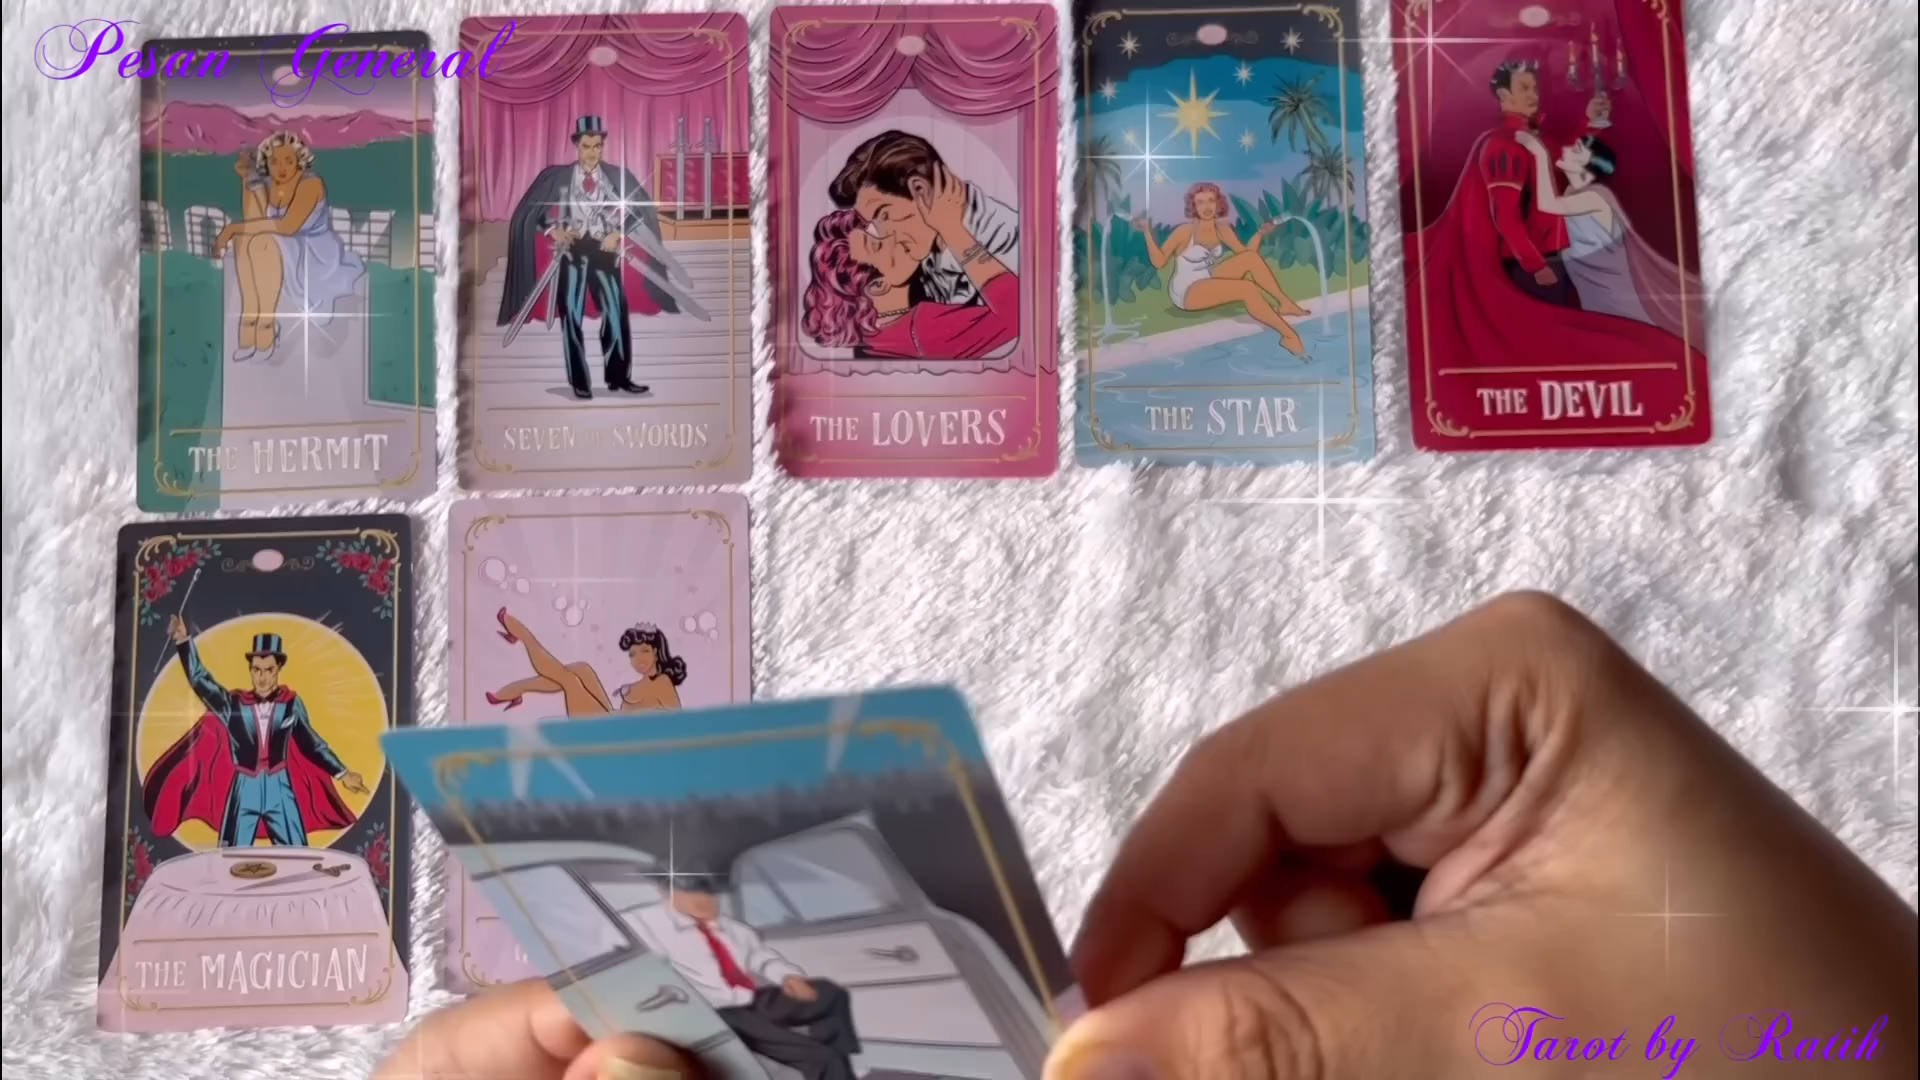 Pesan General
THE HERMIT
SEVEN OF SWORDS
THE LOVERS
THE STAR
THE DEVIL
THE MAGICIAN
Tarot by Ratih